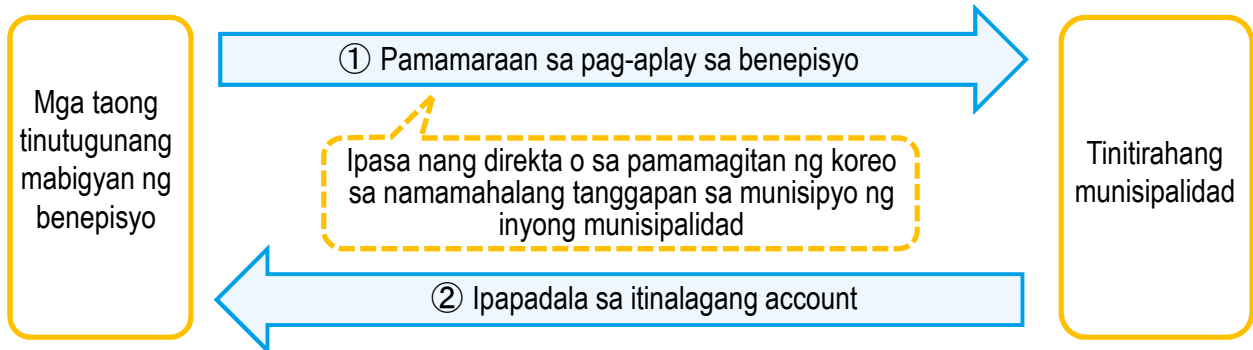 Mga taong
tinutugunang
mabigyan ng
benepisyo
① Pamamaraan sa pag-aplay sa benepisyo
Ipasa nang direkta o sa pamamagitan ng koreo
sa namamahalang tanggapan sa munisipyo ng
inyong munisipalidad
② Ipapadala sa itinalagang account
Tinitirahang
munisipalidad